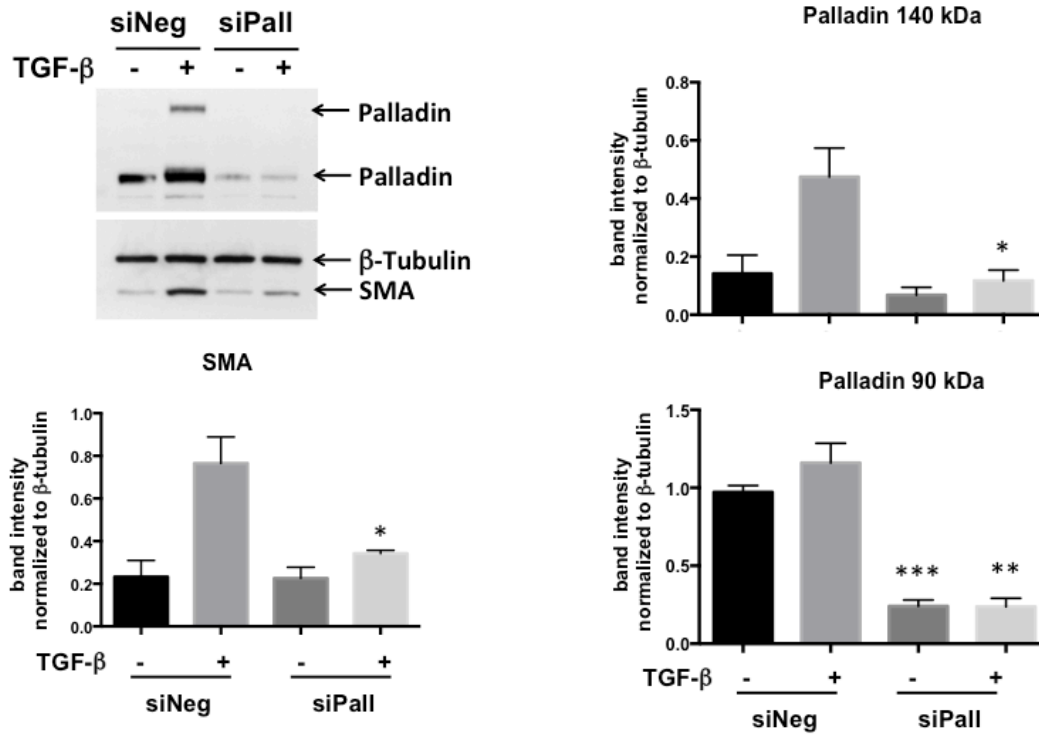 siNeg siPall
TGF-β - + - +
Palladin
Palladin
β-Tubulin
SMA
Palladin 140 kDa
band intensity
normalized to β-tubulin
0.8
0.6
0.4
0.2
0.0
*
SMA
band intensity
normalized to β-tubulin
1.0
0.8
0.6
0.4
0.2
0.0
*
TGF-β - + - +
siNeg siPall
Palladin 90 kDa
band intensity
normalized to β-tubulin
1.5
1.0
0.5
0.0
*** **
TGF-β - + - +
siNeg siPall